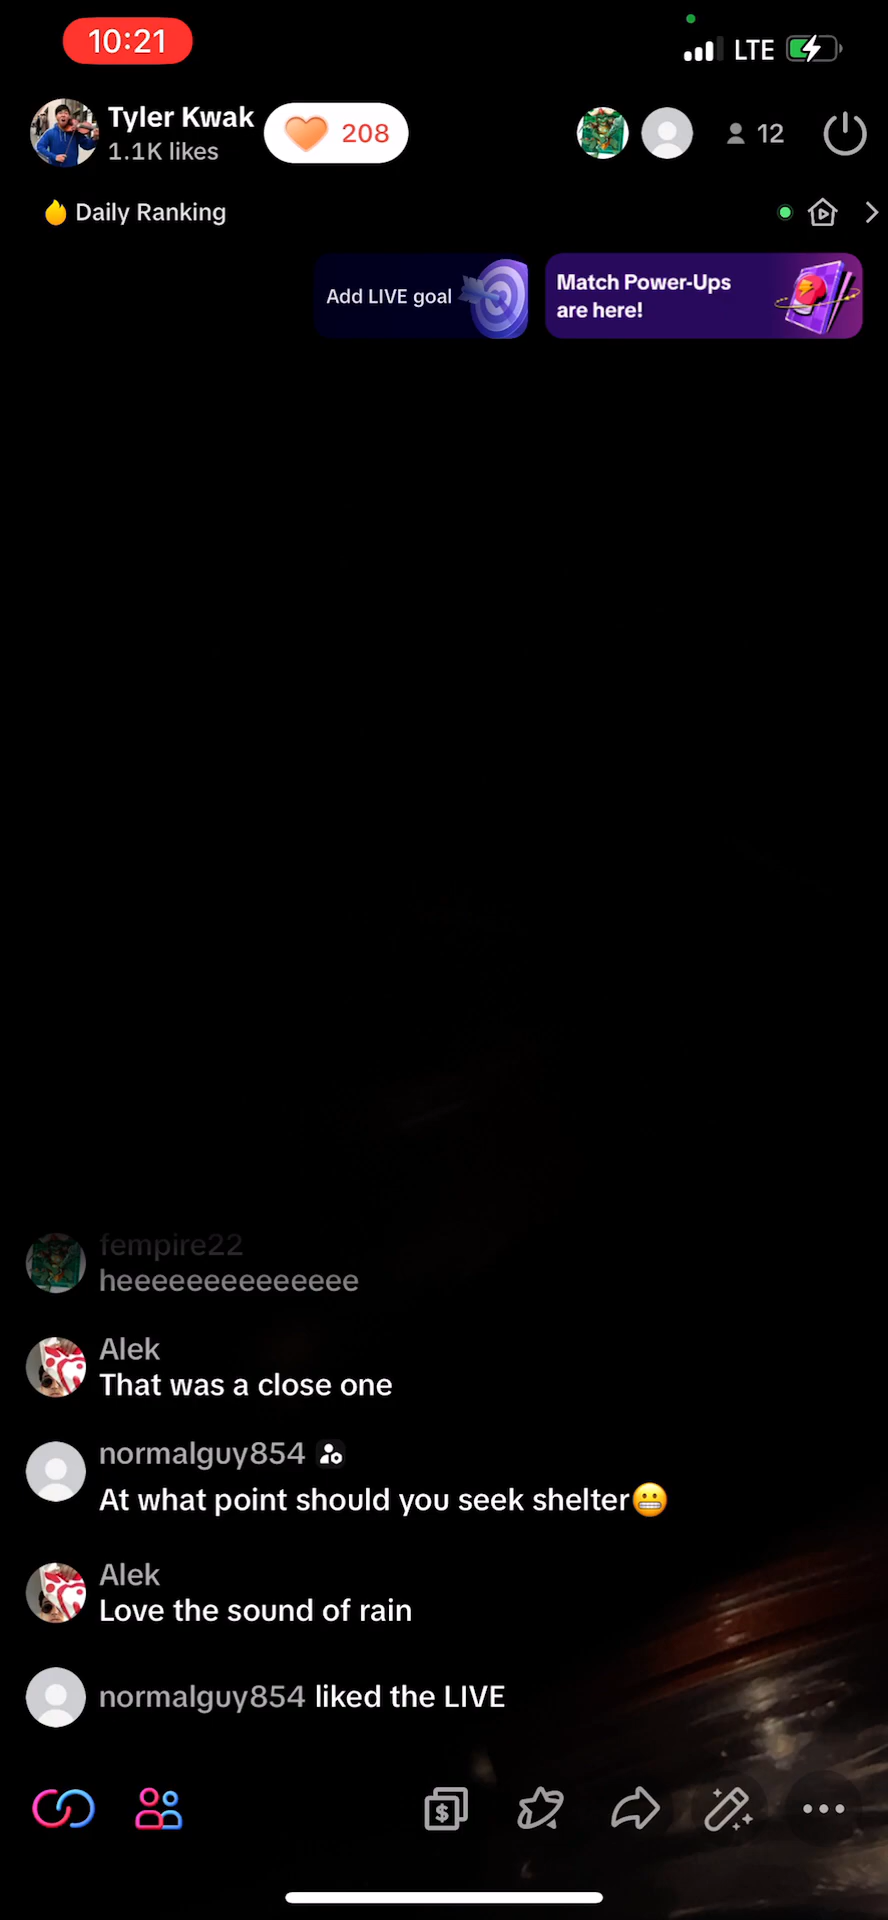 10:21
LTE
Tyler Kwak
1.1K likes
208
12
Daily Ranking
Add LIVE goal
Match Power-Ups
are here!
fempire22
heeeeeeeeeeeeee
Alek
That was a close one
normalguy854
At what point should you seek shelter😬
Alek
Love the sound of rain
normalguy854 liked the LIVE